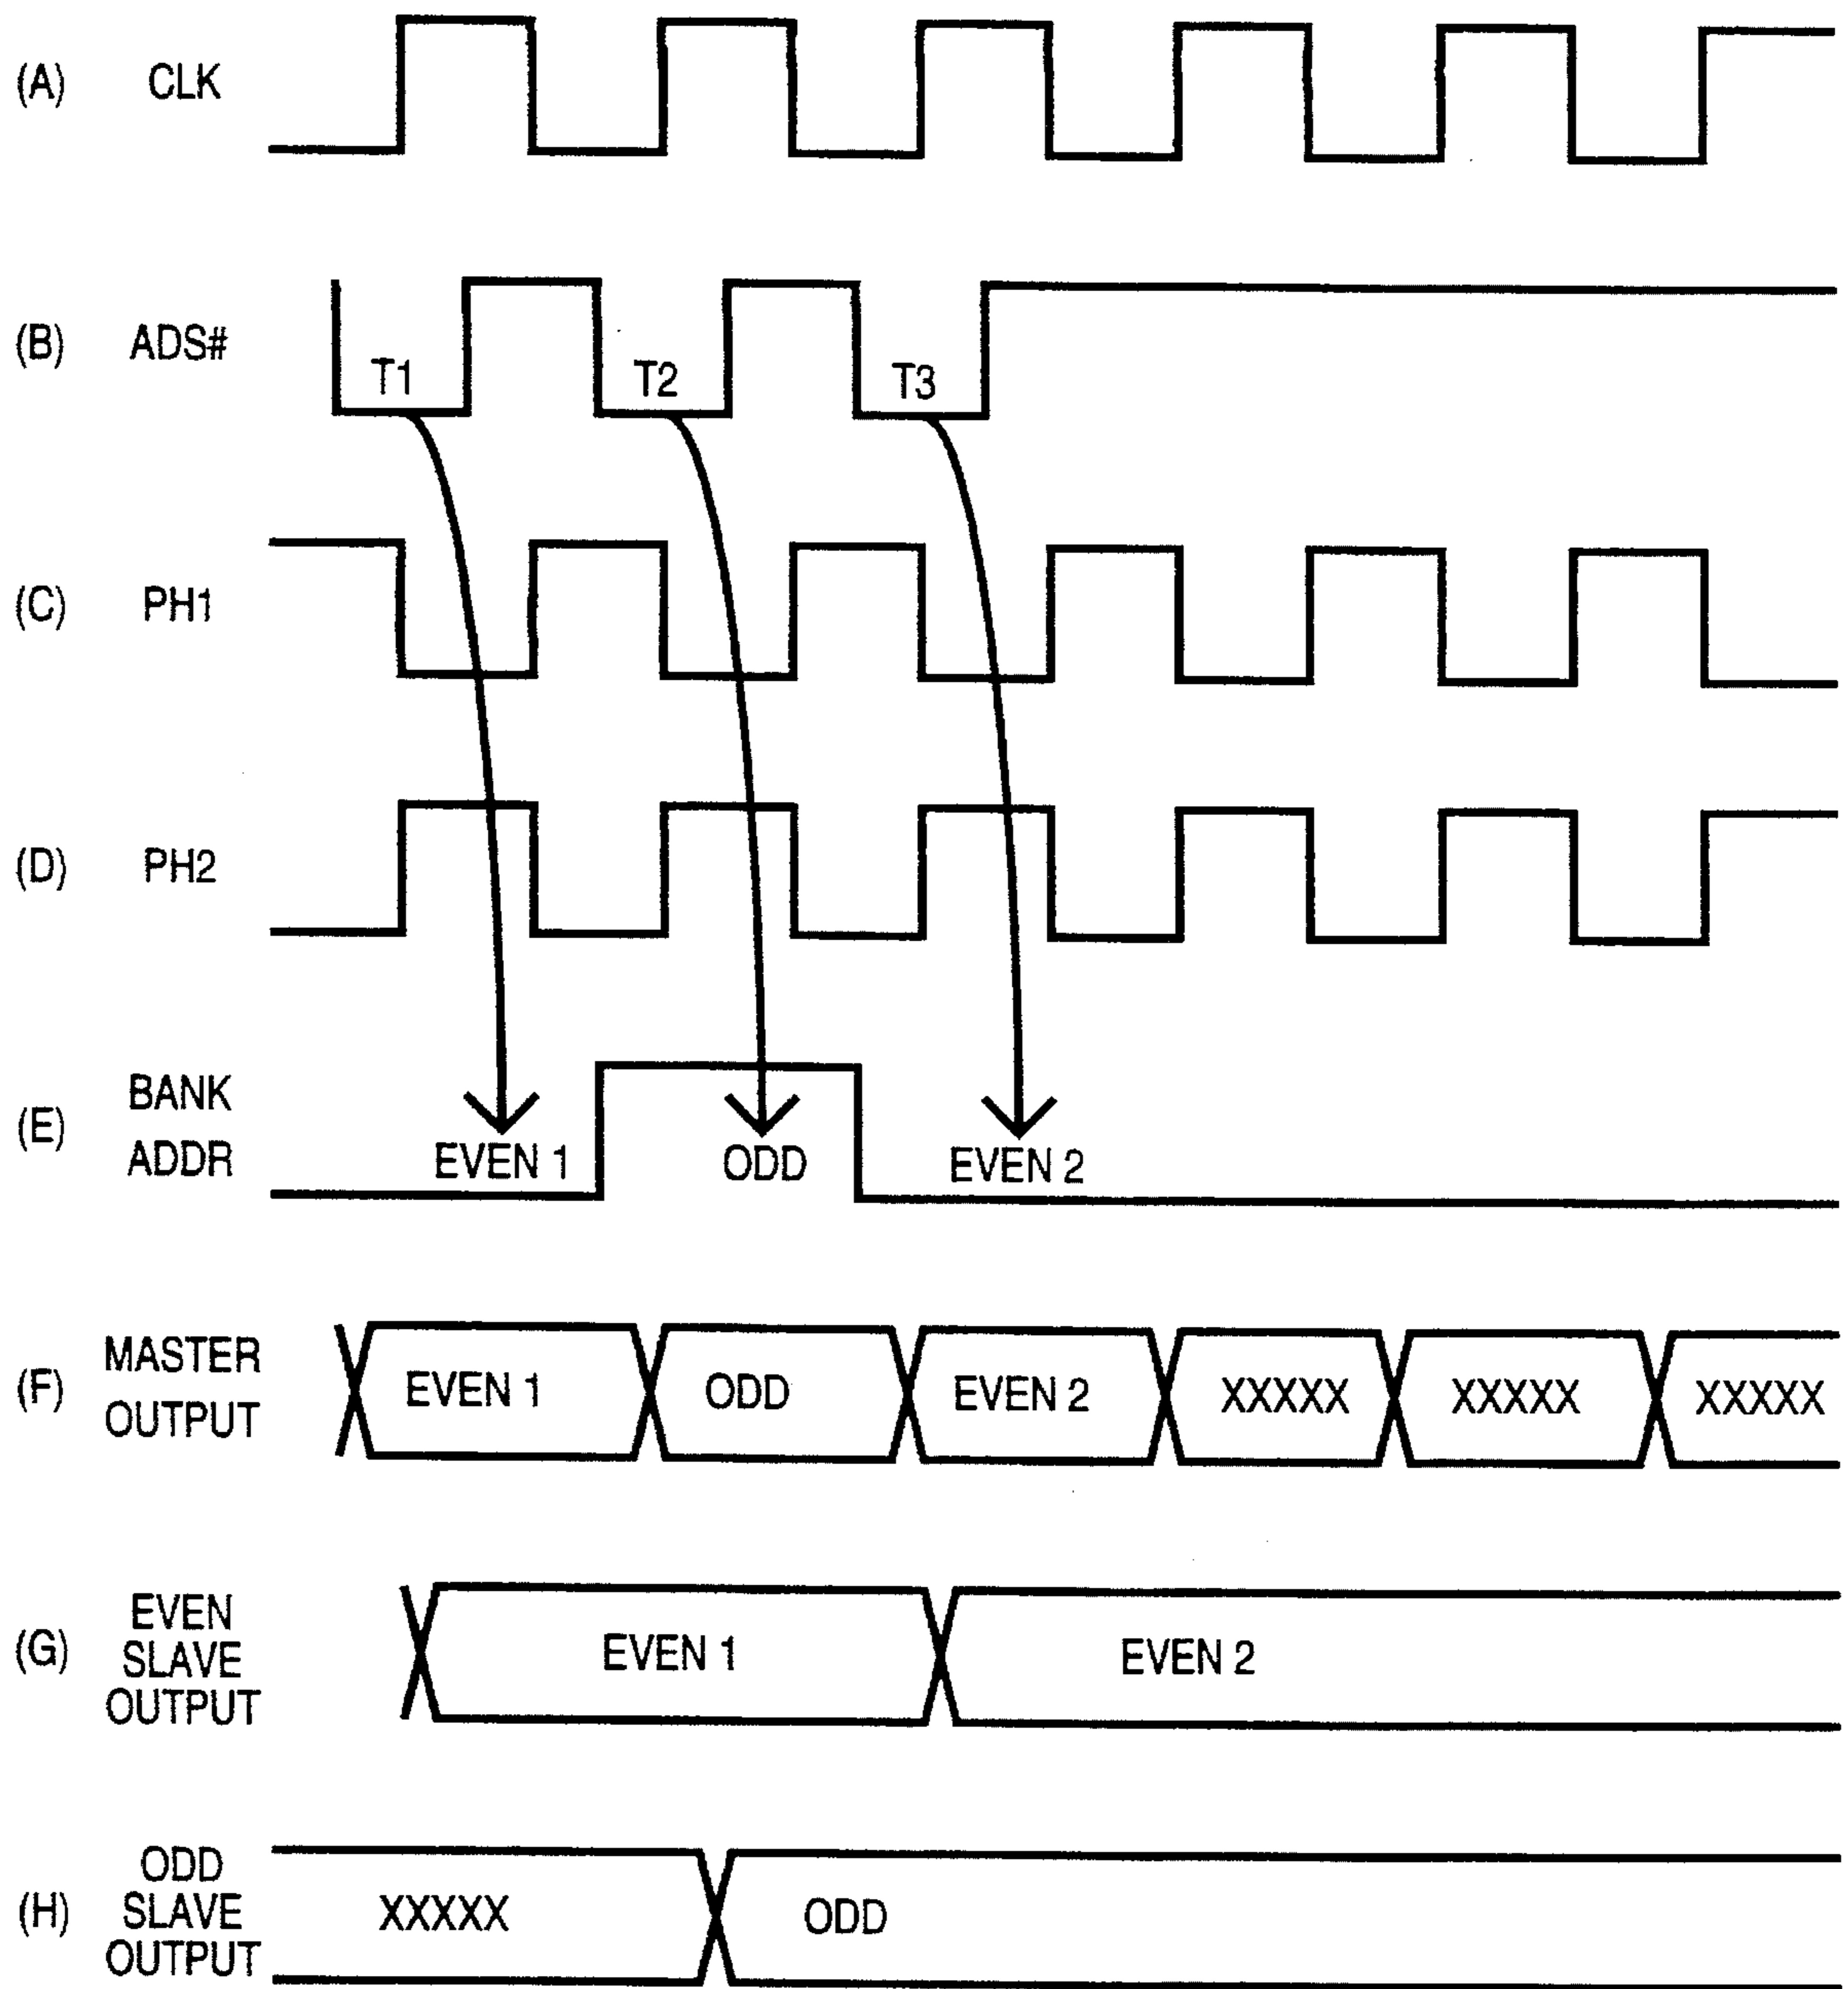 (A) CLK
(B) ADS#
T1 T2 T3
(C) PH1
(D) PH2
(E) BANK
ADDR
EVEN 1 ODD EVEN 2
(F) MASTER
OUTPUT
EVEN 1 ODD EVEN 2 XXXXX XXXXX XXXXX
(G) EVEN
SLAVE
OUTPUT
EVEN 1 EVEN 2
(H) ODD
SLAVE
OUTPUT
XXXXX ODD